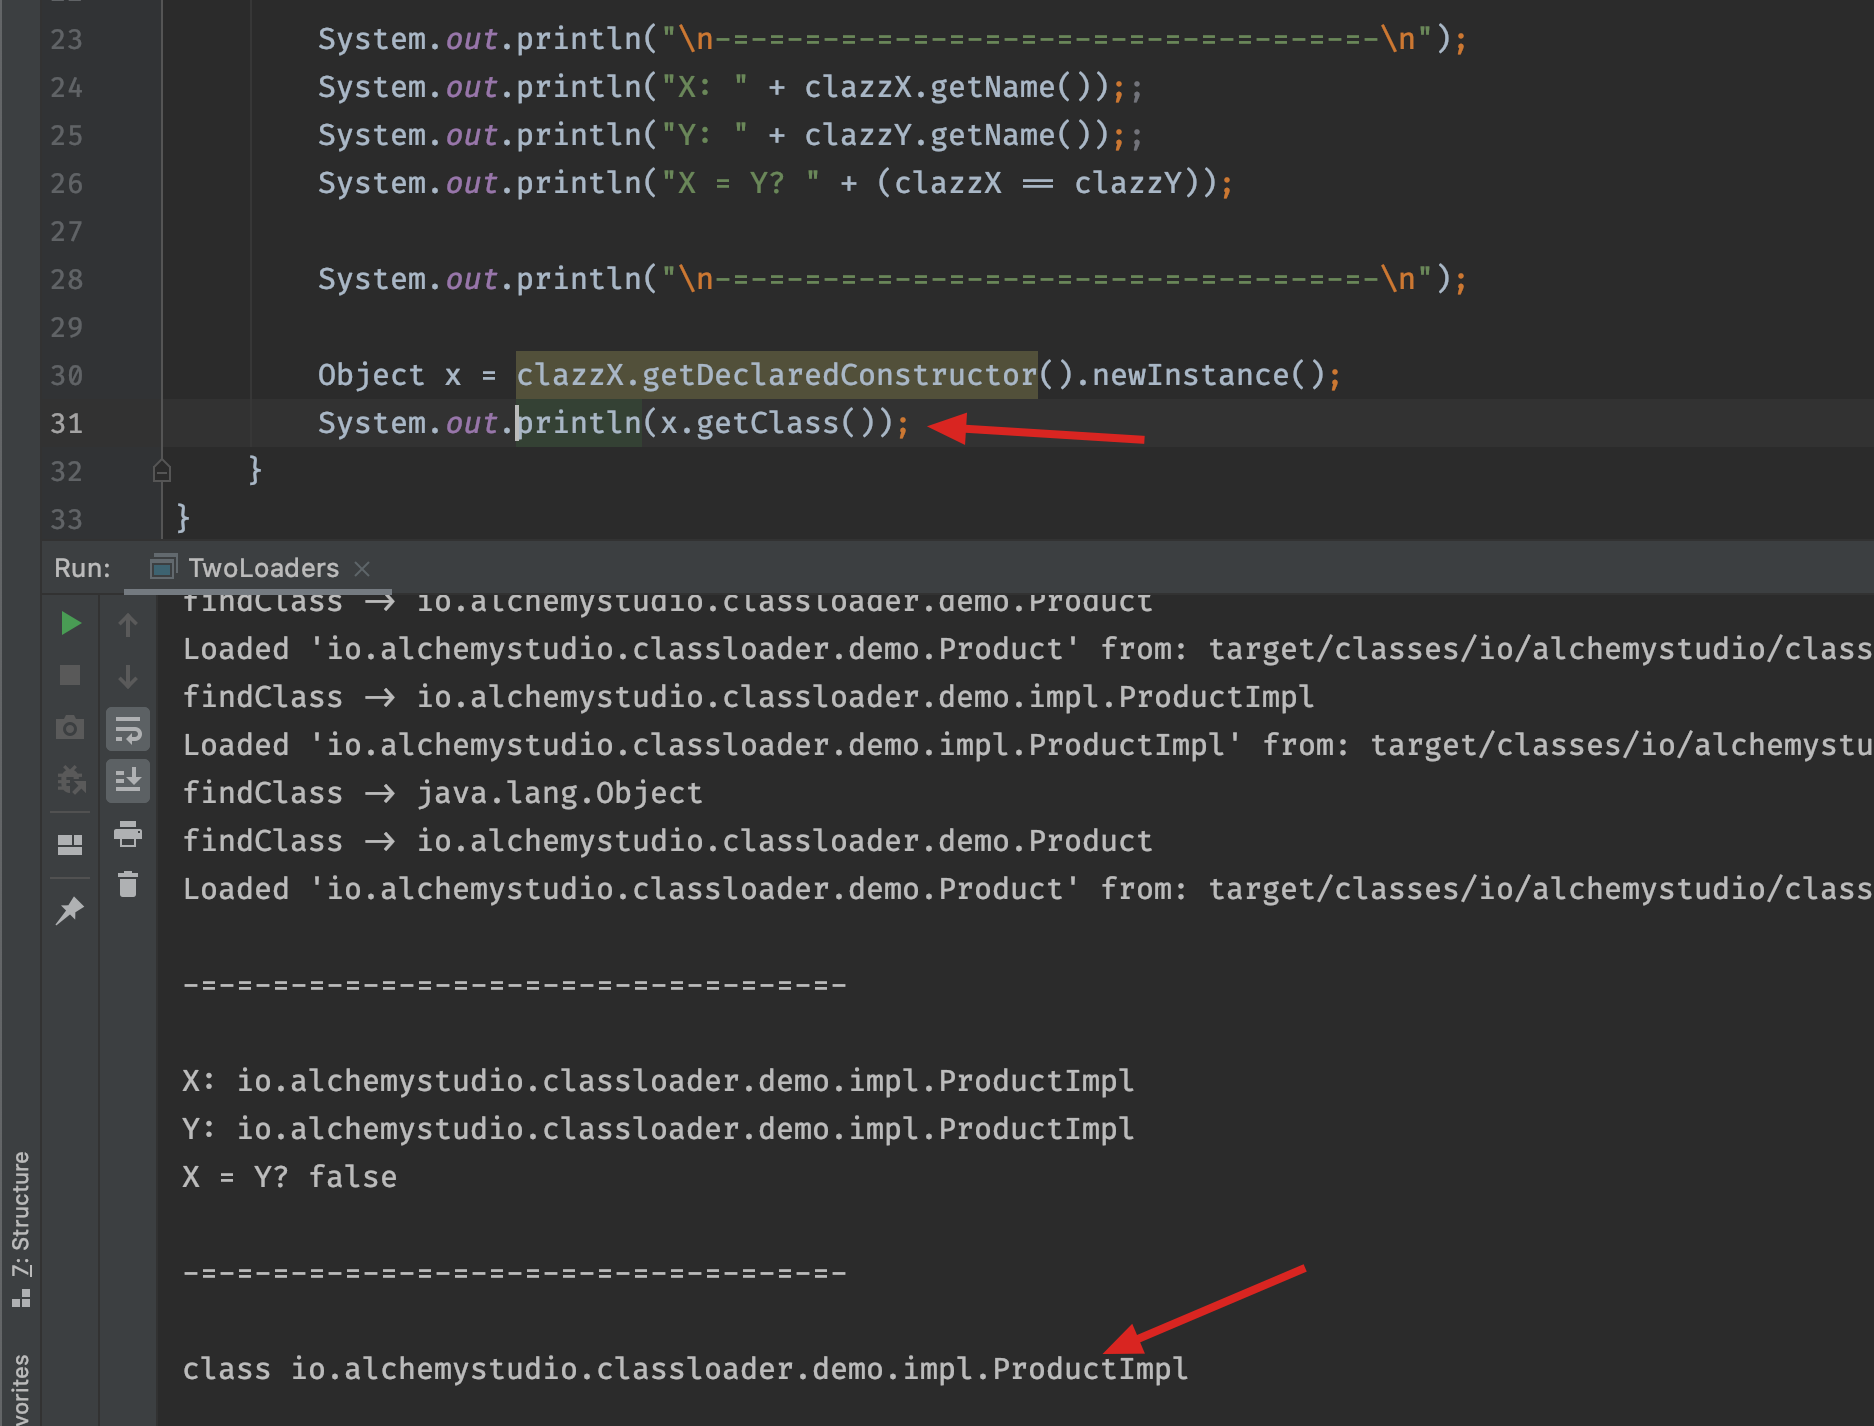 23 System.out.println("\n-=-=-=-=-=-=-=-=-=-=-=-=-=-=-=-=-=-=-\n");
24 System.out.println("X: " + clazzX.getName());;
25 System.out.println("Y: " + clazzY.getName());;
26 System.out.println("X = Y? " + (clazzX == clazzY));
27
28 System.out.println("\n-=-=-=-=-=-=-=-=-=-=-=-=-=-=-=-=-=-=-\n");
29
30 Object x = clazzX.getDeclaredConstructor().newInstance();
31 System.out.println(x.getClass());
32 }
33 }
Run: TwoLoaders
findClass → io.alchemystudio.classloader.demo.Product
Loaded 'io.alchemystudio.classloader.demo.Product' from: target/classes/io/alchemystudio/class
findClass → io.alchemystudio.classloader.demo.impl.ProductImpl
Loaded 'io.alchemystudio.classloader.demo.impl.ProductImpl' from: target/classes/io/alchemystu
findClass → java.lang.Object
findClass → io.alchemystudio.classloader.demo.Product
Loaded 'io.alchemystudio.classloader.demo.Product' from: target/classes/io/alchemystudio/class
-=-=-=-=-=-=-=-=-=-=-=-=-=-=-=-=-=-=-
X: io.alchemystudio.classloader.demo.impl.ProductImpl
Y: io.alchemystudio.classloader.demo.impl.ProductImpl
X = Y? false
-=-=-=-=-=-=-=-=-=-=-=-=-=-=-=-=-=-=-
class io.alchemystudio.classloader.demo.impl.ProductImpl
7: Structure
vorites